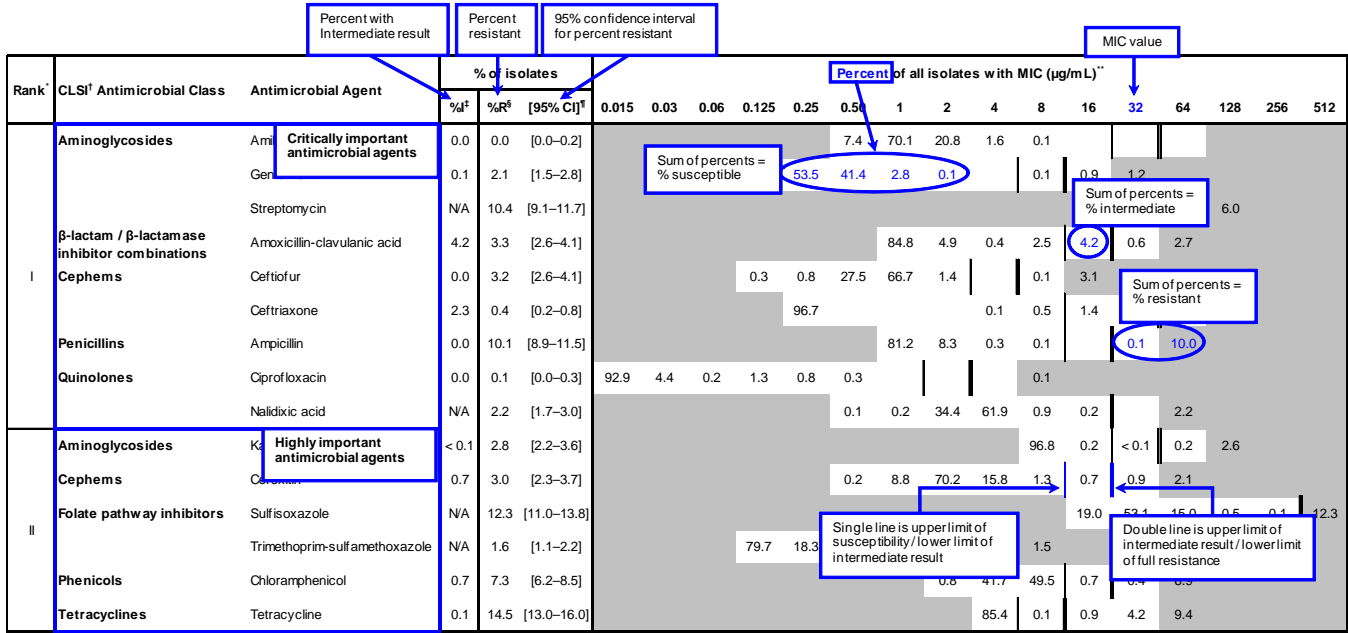 Percent with
Intermediate result
Percent
resistant
95% confidence interval
for percent resistant
MIC value
Rank* CLSI† Antimicrobial Class Antimicrobial Agent % of isolates Percent of all isolates with MIC (µg/mL)**
%I‡ %R§ [95% CI]¶ 0.015 0.03 0.06 0.125 0.25 0.50 1 2 4 8 16 32 64 128 256 512
I
Aminoglycosides 0.0 0.0 [0.0–0.2] 7.4 70.1 20.8 1.6 0.1
Critically important
antimicrobial agents
0.1 2.1 [1.5–2.8] 53.5 41.4 2.8 0.1 0.1 0.9 1.2
Sum of percents =
% susceptible
Streptomycin N/A 10.4 [9.1–11.7] 6.0
Sum of percents =
% intermediate
β-lactam / β-lactamase
inhibitor combinations
Amoxicillin-clavulanic acid 4.2 3.3 [2.6–4.1] 84.8 4.9 0.4 2.5 4.2 0.6 2.7
Cephems Ceftiofur 0.0 3.2 [2.6–4.1] 0.3 0.8 27.5 66.7 1.4 0.1 3.1
Sum of percents =
% resistant
Ceftriaxone 2.3 0.4 [0.2–0.8] 96.7 0.1 0.5 1.4
Penicillins Ampicillin 0.0 10.1 [8.9–11.5] 81.2 8.3 0.3 0.1 0.1 10.0
Quinolones Ciprofloxacin 0.0 0.1 [0.0–0.3] 92.9 4.4 0.2 1.3 0.8 0.3 0.1
Nalidixic acid N/A 2.2 [1.7–3.0] 0.1 0.2 34.4 61.9 0.9 0.2 2.2
II
Aminoglycosides < 0.1 2.8 [2.2–3.6] 96.8 0.2 < 0.1 0.2 2.6
Highly important
antimicrobial agents
Cephems 0.7 3.0 [2.3–3.7] 0.2 8.8 70.2 15.8 1.3 0.7 0.9 2.1
Folate pathway inhibitors Sulfisoxazole N/A 12.3 [11.0–13.8] 19.0 53.1 15.0 0.5 0.1 12.3
Single line is upper limit of
susceptibility / lower limit of
intermediate result
Double line is upper limit of
intermediate result / lower limit
of full resistance
Trimethoprim-sulfamethoxazole N/A 1.6 [1.1–2.2] 79.7 18.3 1.5
Phenicols Chloramphenicol 0.7 7.3 [6.2–8.5] 0.8 41.7 49.5 0.7 0.4 6.9
Tetracyclines Tetracycline 0.1 14.5 [13.0–16.0] 85.4 0.1 0.9 4.2 9.4